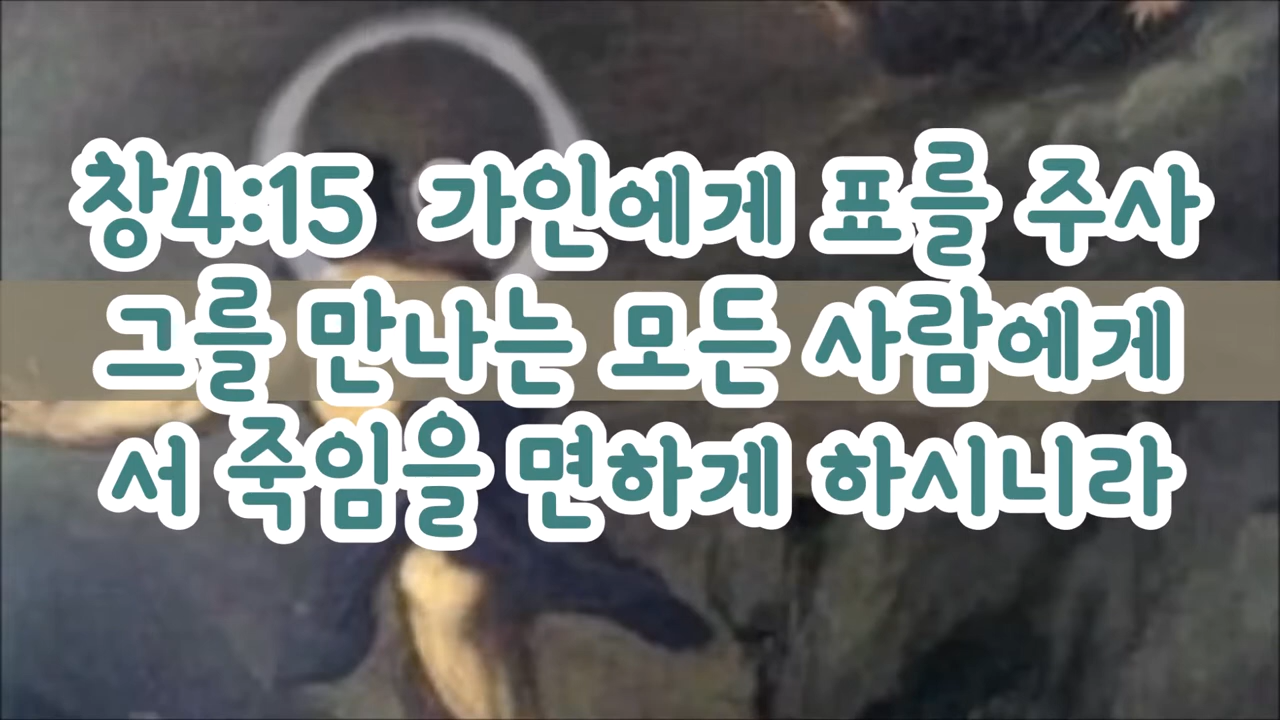 창4:15 가인에게 표를 주사
그를 만나는 모든 사람에게
서 죽임을 면하게 하시니라